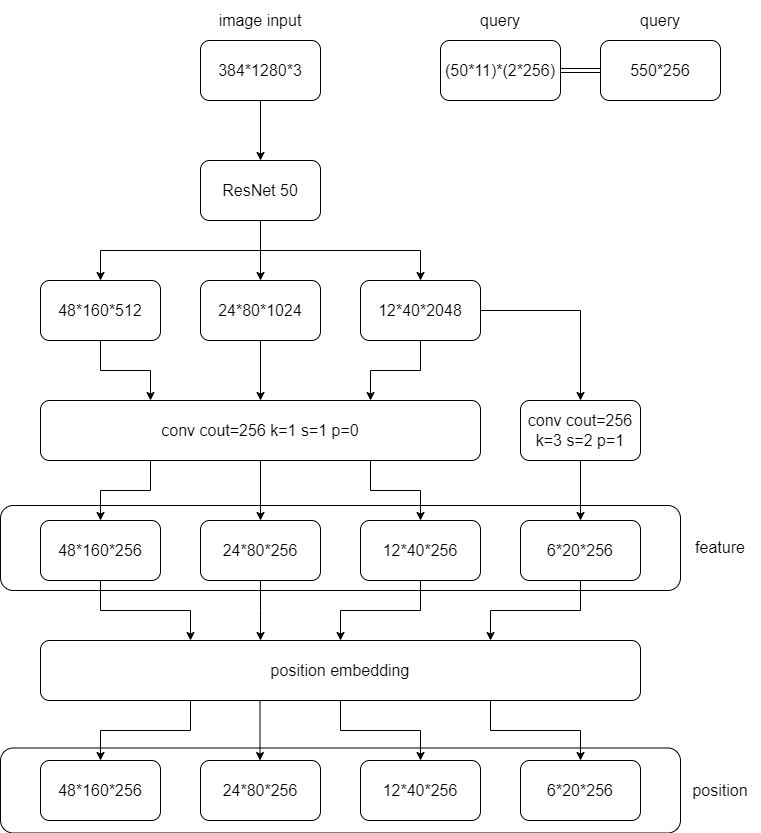 image input
query
query
384*1280*3
(50*11)*(2*256)
550*256
ResNet 50
48*160*512
24*80*1024
12*40*2048
conv cout=256 k=1 s=1 p=0
conv cout=256
k=3 s=2 p=1
48*160*256
24*80*256
12*40*256
6*20*256
feature
position embedding
48*160*256
24*80*256
12*40*256
6*20*256
position